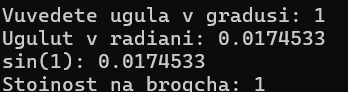 Vuvedete ugula v gradusi: 1
Ugulut v radiani: 0.0174533
sin(1): 0.0174533
Stoinost na brogcha: 1